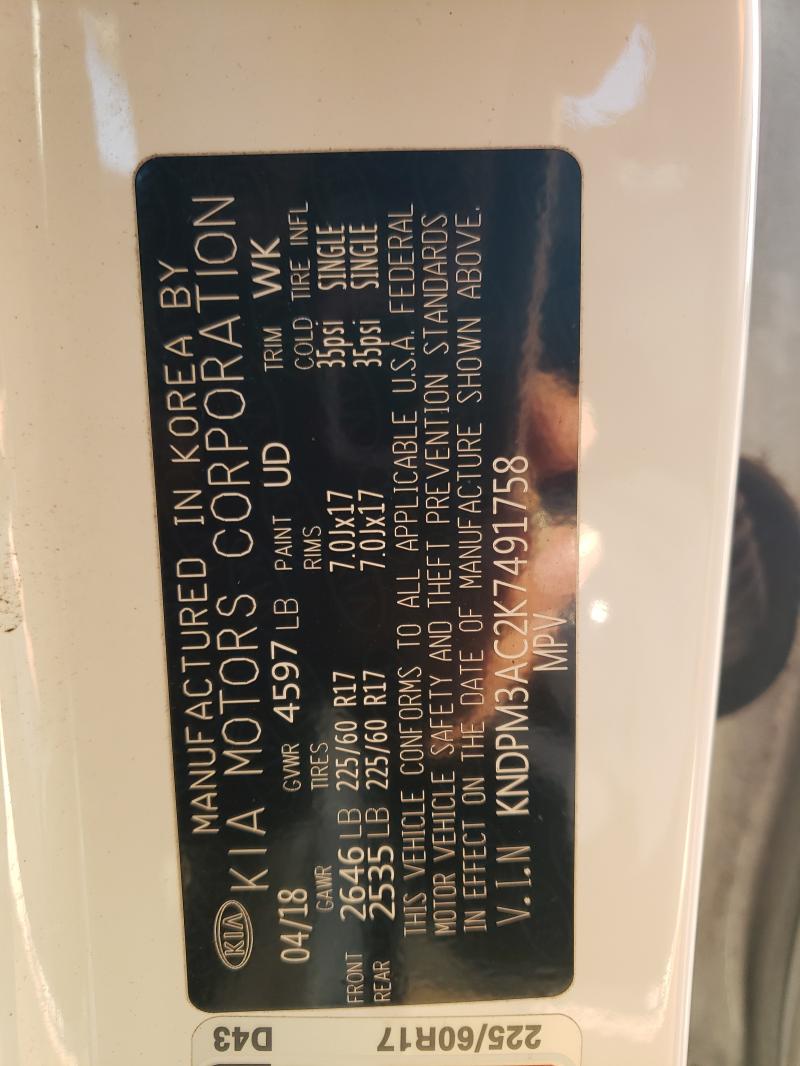 MANUFACTURED IN KOREA BY
KIA KIA MOTORS CORPORATION
04/18 GVWR 4597 LB PAINT UD TRIM WK
GAWR TIRES RIMS COLD TIRE INFL
FRONT 2646 LB 225/60 R17 7.0Jx17 35psi SINGLE
REAR 2535 LB 225/60 R17 7.0Jx17 35psi SINGLE
THIS VEHICLE CONFORMS TO ALL APPLICABLE U.S.A. FEDERAL
MOTOR VEHICLE SAFETY AND THEFT PREVENTION STANDARDS
IN EFFECT ON THE DATE OF MANUFACTURE SHOWN ABOVE.
V.I.N KNDPM3AC2K7491758
MPV
225/60R17 D43